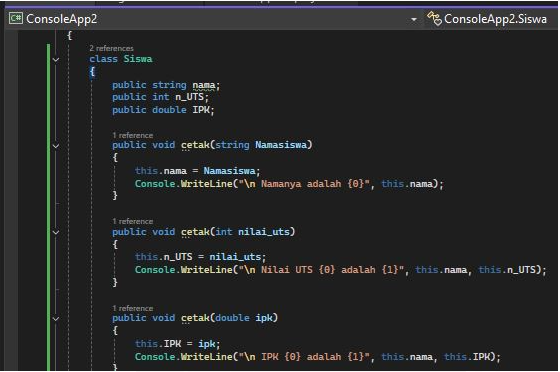 C# ConsoleApp2 ConsoleApp2.Siswa
{
2 references
class Siswa
{
public string nama;
public int n_UTS;
public double IPK;
1 reference
public void cetak(string Namasiswa)
{
this.nama = Namasiswa;
Console.WriteLine("\n Namanya adalah {0}", this.nama);
}
1 reference
public void cetak(int nilai_uts)
{
this.n_UTS = nilai_uts;
Console.WriteLine("\n Nilai UTS {0} adalah {1}", this.nama, this.n_UTS);
}
1 reference
public void cetak(double ipk)
{
this.IPK = ipk;
Console.WriteLine("\n IPK {0} adalah {1}", this.nama, this.IPK);
}